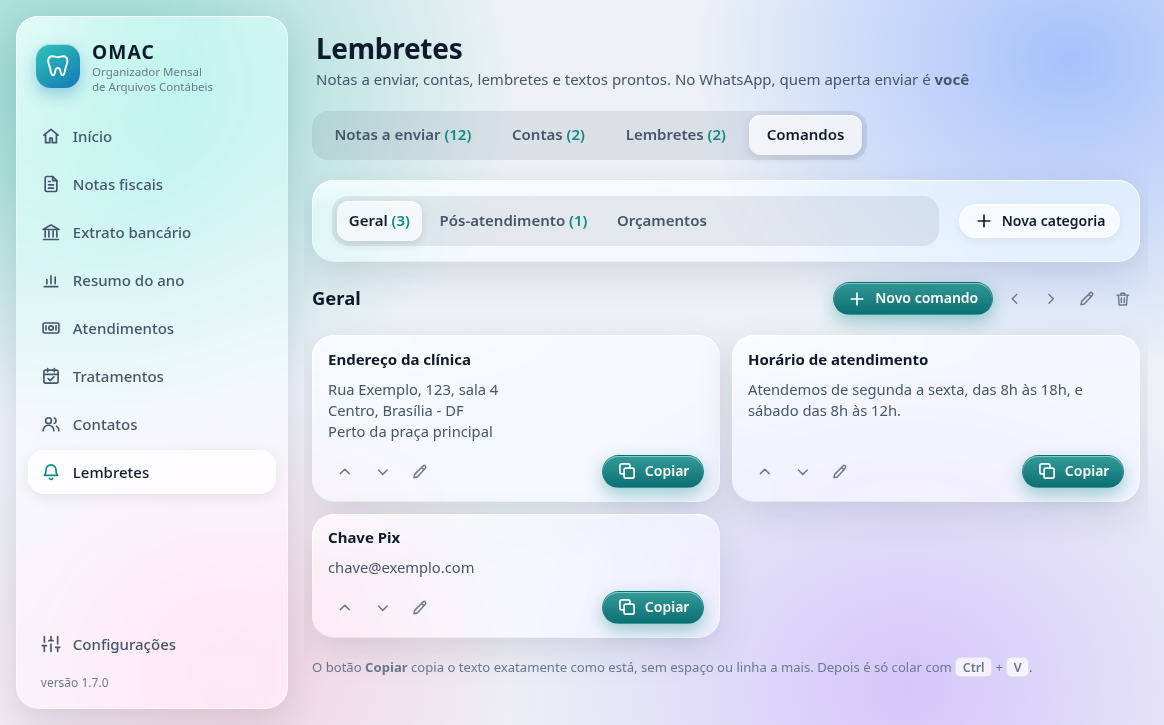 OMAC
Organizador Mensal
de Arquivos Contábeis
Início
Notas fiscais
Extrato bancário
Resumo do ano
Atendimentos
Tratamentos
Contatos
Lembretes
Configurações
versão 1.7.0
Lembretes
Notas a enviar, contas, lembretes e textos prontos. No WhatsApp, quem aperta enviar é você
Notas a enviar (12) Contas (2) Lembretes (2) Comandos
Geral (3) Pós-atendimento (1) Orçamentos Nova categoria
Geral Novo comando
Endereço da clínica
Rua Exemplo, 123, sala 4
Centro, Brasília - DF
Perto da praça principal
Copiar
Horário de atendimento
Atendemos de segunda a sexta, das 8h às 18h, e
sábado das 8h às 12h.
Copiar
Chave Pix
chave@exemplo.com
Copiar
O botão Copiar copia o texto exatamente como está, sem espaço ou linha a mais. Depois é só colar com Ctrl + V .